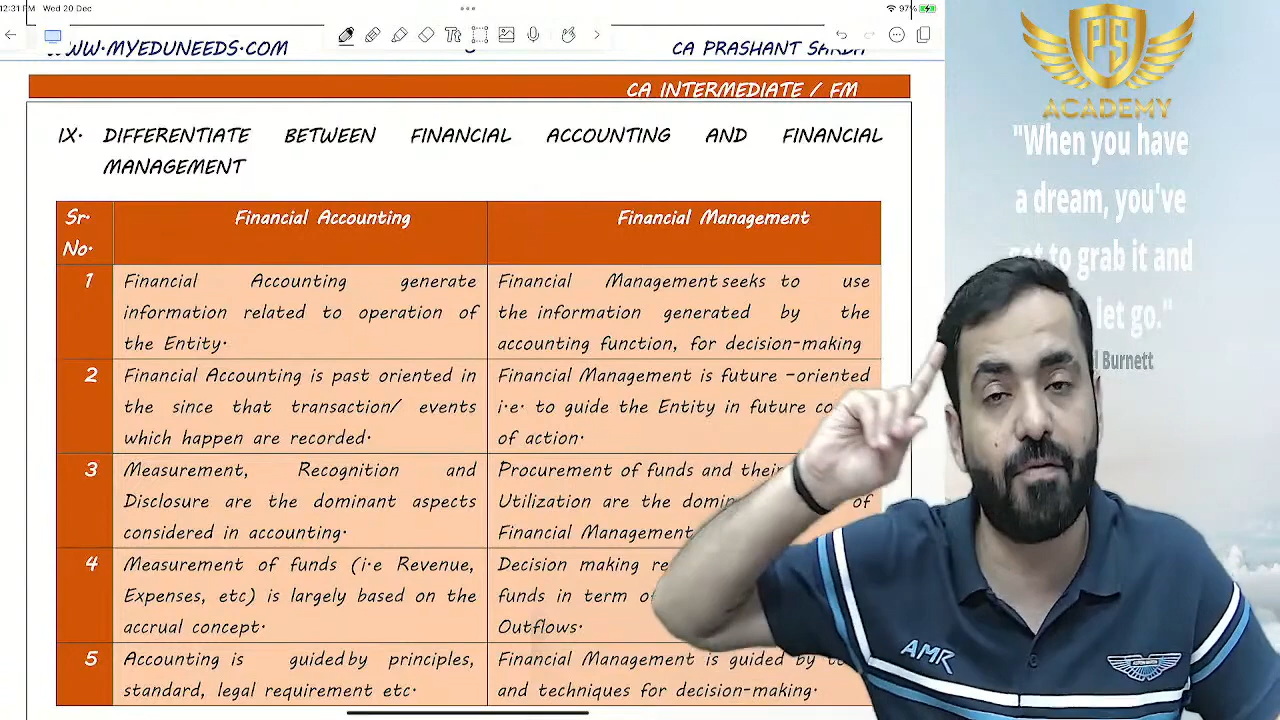 12:31 PM Wed 20 Dec
97%
WWW.MYEDUNEEDS.COM
CA PRASHANT SARDA
CA INTERMEDIATE / FM
IX. DIFFERENTIATE BETWEEN FINANCIAL ACCOUNTING AND FINANCIAL
MANAGEMENT
Sr. No.
Financial Accounting
Financial Management
1
Financial Accounting generate
information related to operation of
the Entity.
Financial Management seeks to use
the information generated by the
accounting function, for decision-making
2
Financial Accounting is past oriented in
the since that transaction/ events
which happen are recorded.
Financial Management is future -oriented
i.e. to guide the Entity in future
of action.
3
Measurement, Recognition and
Disclosure are the dominant aspects
considered in accounting.
Procurement of funds and their
Utilization are the of
Financial Management
4
Measurement of funds (i.e Revenue,
Expenses, etc) is largely based on the
accrual concept.
Decision making
funds in term
Outflows.
5
Accounting is guided by principles,
standard, legal requirement etc.
Financial Management is guided by
and techniques for decision-making.
PS
ACADEMY
"When you have
a dream, you've
got to grab it and
let go."
Burnett
AMR